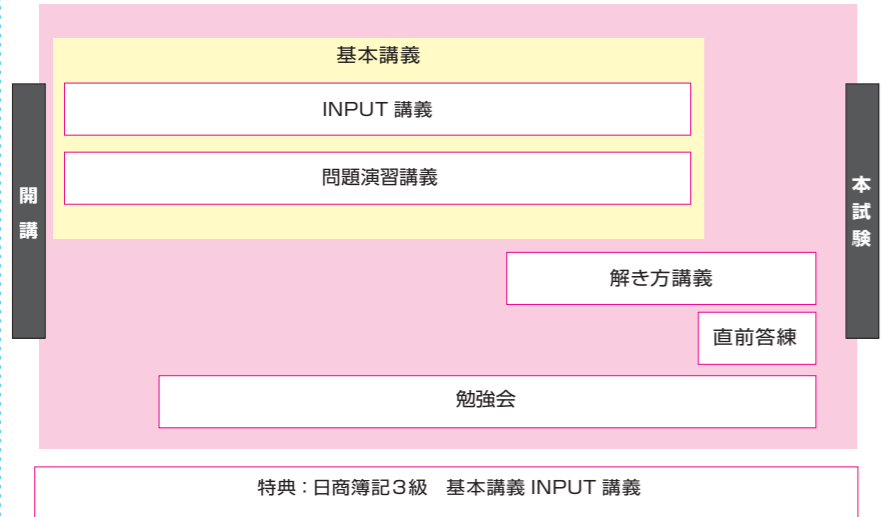 基本講義
INPUT 講義
問題演習講義
開講
本試験
解き方講義
直前答練
勉強会
特典：日商簿記３級　基本講義 INPUT 講義